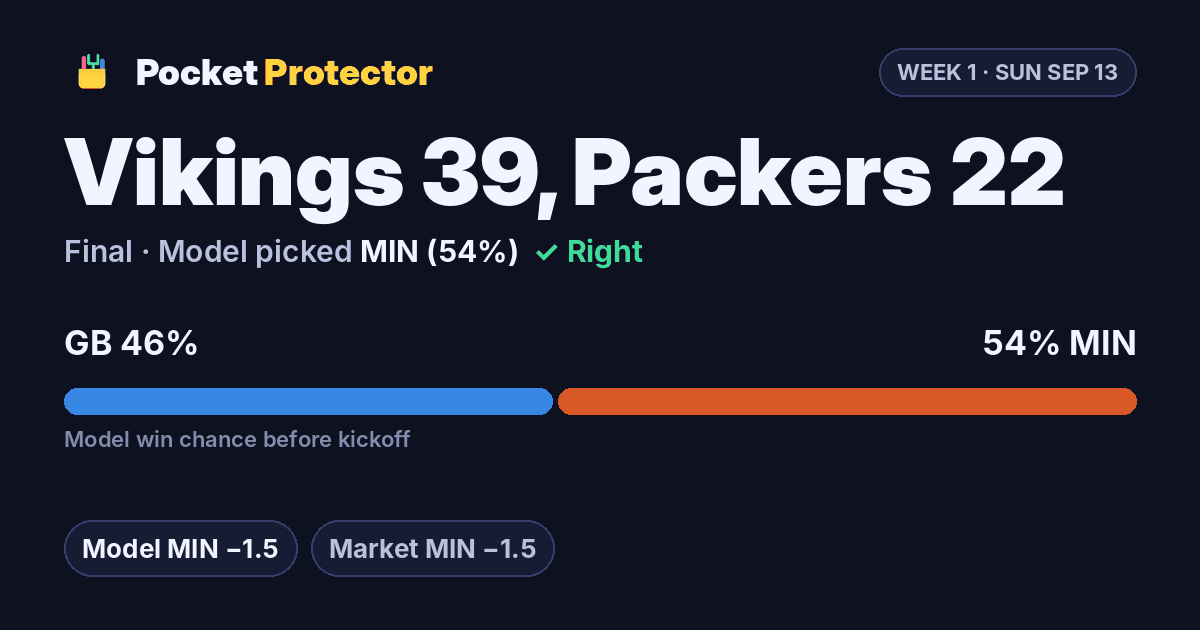 Pocket Protector
WEEK 1 · SUN SEP 13
Vikings 39, Packers 22
Final · Model picked MIN (54%) ✓ Right
GB 46%
54% MIN
Model win chance before kickoff
Model MIN −1.5
Market MIN −1.5